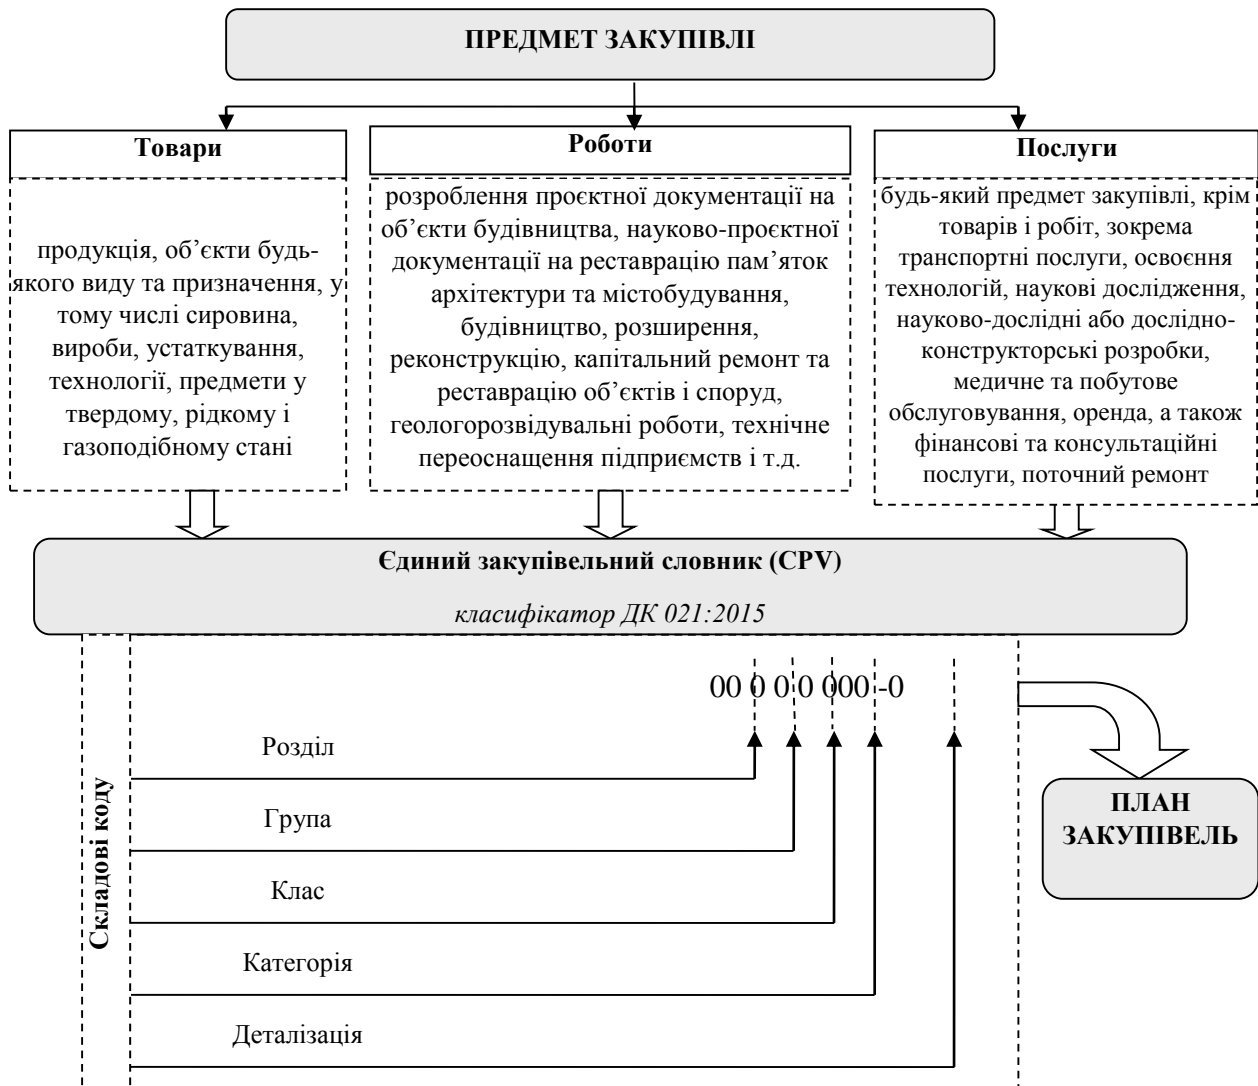 ПРЕДМЕТ ЗАКУПІВЛІ
Товари
продукція, об’єкти будь-
якого виду та призначення, у
тому числі сировина,
вироби, устаткування,
технології, предмети у
твердому, рідкому і
газоподібному стані
Роботи
розроблення проєктної документації на
об’єкти будівництва, науково-проєктної
документації на реставрацію пам’яток
архітектури та містобудування,
будівництво, розширення,
реконструкцію, капітальний ремонт та
реставрацію об’єктів і споруд,
геологорозвідувальні роботи, технічне
переоснащення підприємств і т.д.
Послуги
будь-який предмет закупівлі, крім
товарів і робіт, зокрема
транспортні послуги, освоєння
технологій, наукові дослідження,
науково-дослідні або дослідно-
конструкторські розробки,
медичне та побутове
обслуговування, оренда, а також
фінансові та консультаційні
послуги, поточний ремонт
Єдиний закупівельний словник (CPV)
класифікатор ДК 021:2015
Складові коду
00 0 0 0 000 -0
Розділ
Група
Клас
Категорія
Деталізація
ПЛАН
ЗАКУПІВЕЛЬ